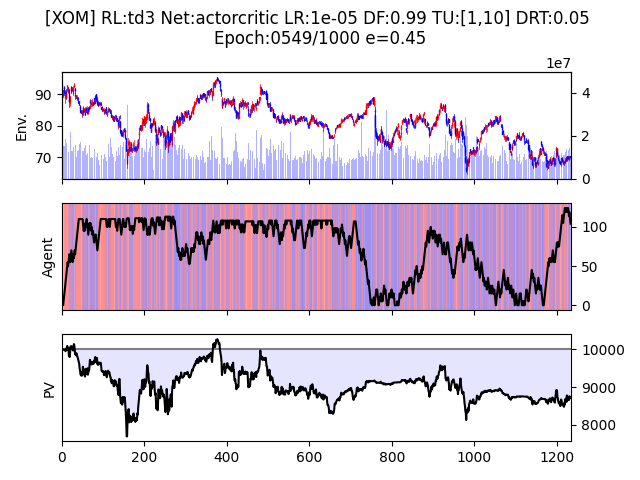 [XOM] RL:td3 Net:actorcritic LR:1e-05 DF:0.99 TU:[1,10] DRT:0.05
Epoch:0549/1000 e=0.45
1e7
Env.
90
80
70
4
2
0
Agent
100
50
0
PV
10000
9000
8000
0 200 400 600 800 1000 1200